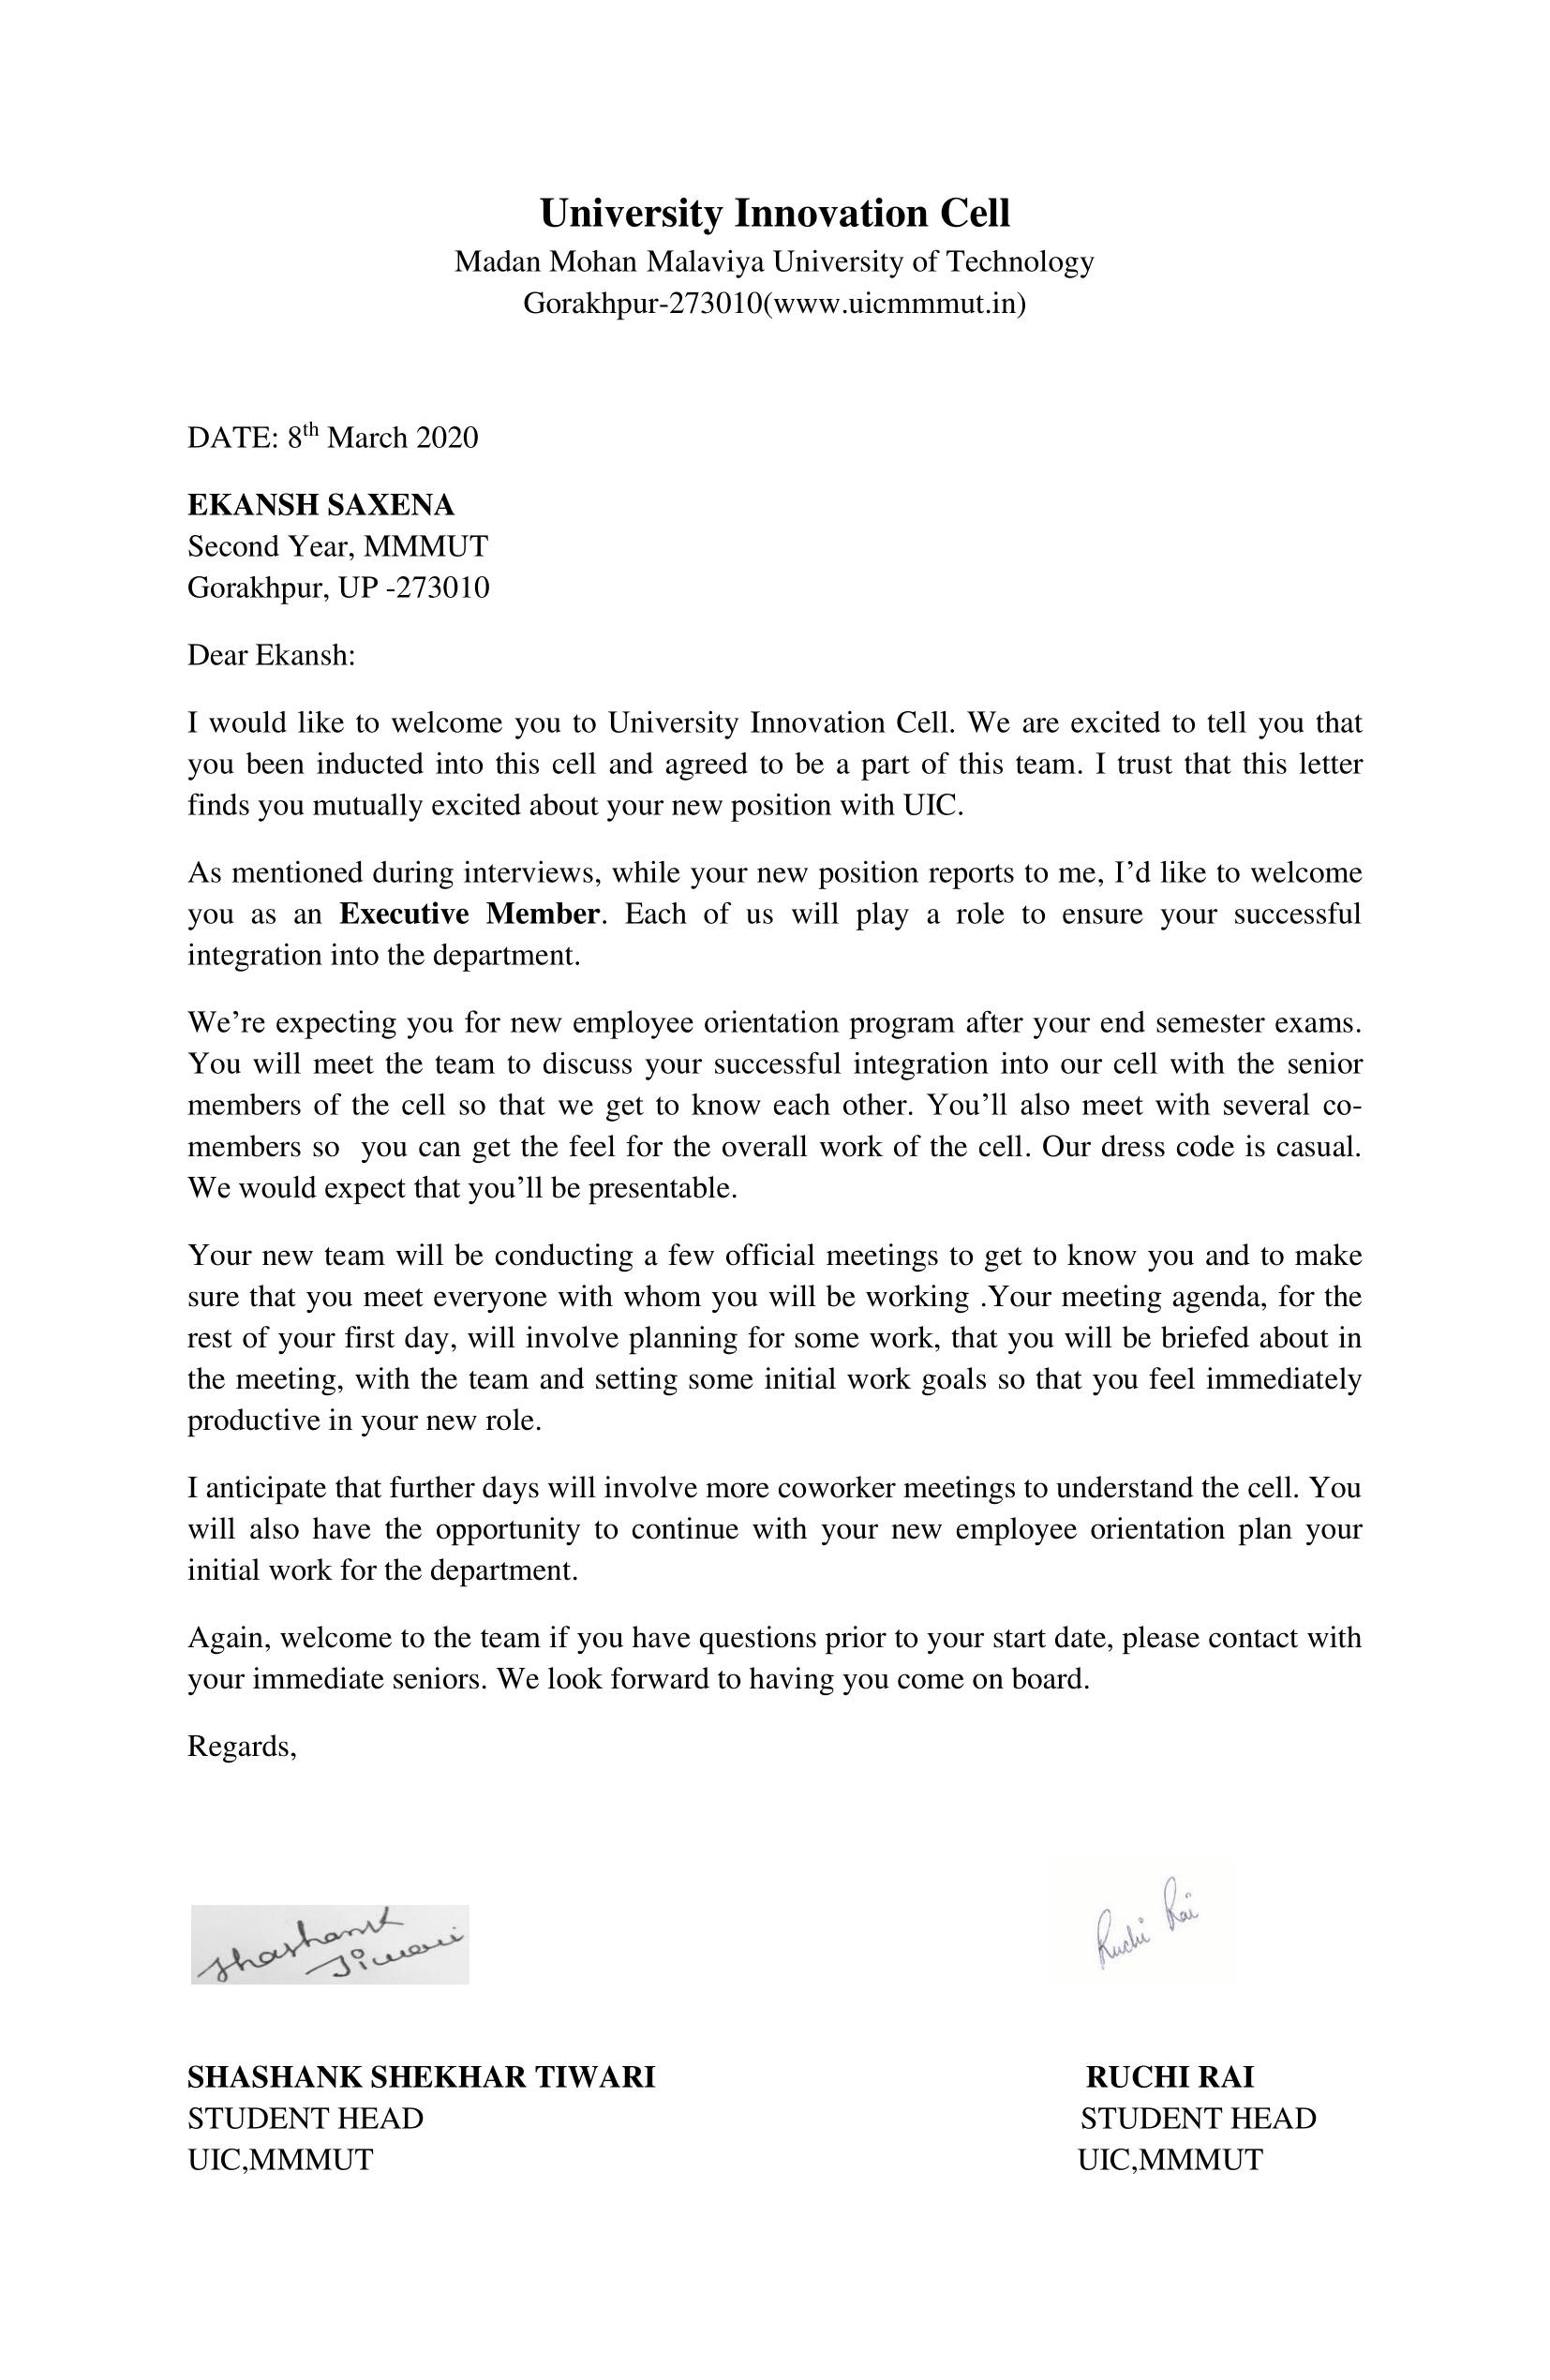 University Innovation Cell
Madan Mohan Malaviya University of Technology
Gorakhpur-273010(www.uicmmmut.in)
DATE: 8th March 2020
EKANSH SAXENA
Second Year, MMMUT
Gorakhpur, UP -273010
Dear Ekansh:
I would like to welcome you to University Innovation Cell. We are excited to tell you that
you been inducted into this cell and agreed to be a part of this team. I trust that this letter
finds you mutually excited about your new position with UIC.
As mentioned during interviews, while your new position reports to me, I’d like to welcome
you as an Executive Member. Each of us will play a role to ensure your successful
integration into the department.
We’re expecting you for new employee orientation program after your end semester exams.
You will meet the team to discuss your successful integration into our cell with the senior
members of the cell so that we get to know each other. You’ll also meet with several co-
members so  you can get the feel for the overall work of the cell. Our dress code is casual.
We would expect that you’ll be presentable.
Your new team will be conducting a few official meetings to get to know you and to make
sure that you meet everyone with whom you will be working .Your meeting agenda, for the
rest of your first day, will involve planning for some work, that you will be briefed about in
the meeting, with the team and setting some initial work goals so that you feel immediately
productive in your new role.
I anticipate that further days will involve more coworker meetings to understand the cell. You
will also have the opportunity to continue with your new employee orientation plan your
initial work for the department.
Again, welcome to the team if you have questions prior to your start date, please contact with
your immediate seniors. We look forward to having you come on board.
Regards,
Shashank
Tiwari
Ruchi Rai
SHASHANK SHEKHAR TIWARI
STUDENT HEAD
UIC,MMMUT
RUCHI RAI
STUDENT HEAD
UIC,MMMUT